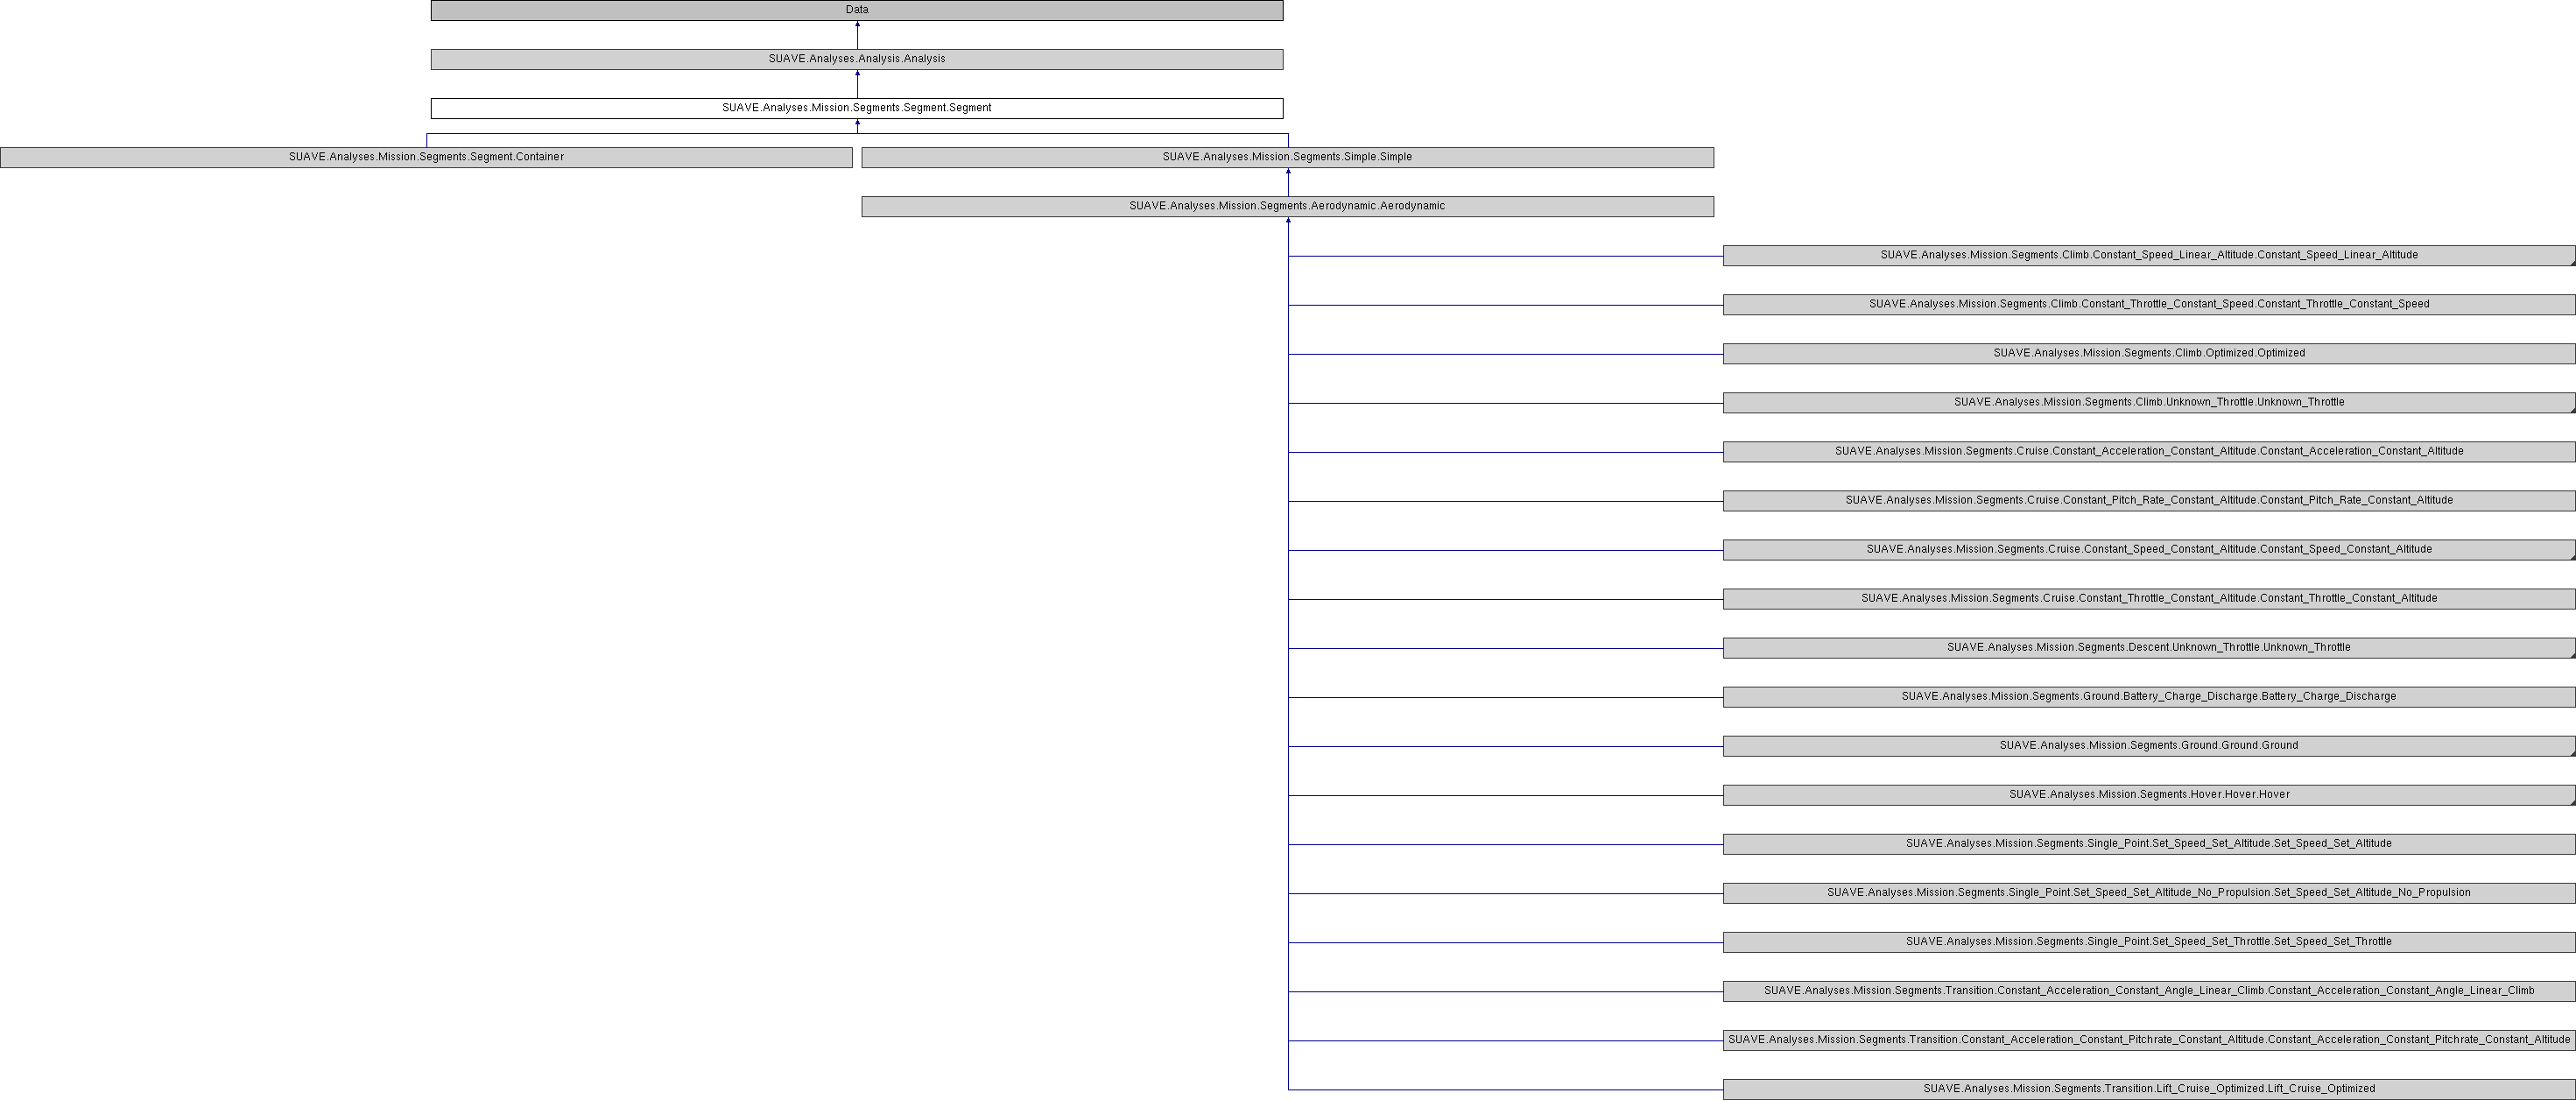 Data
SUAVE.Analyses.Analysis.Analysis
SUAVE.Analyses.Mission.Segments.Segment.Segment
SUAVE.Analyses.Mission.Segments.Segment.Container
SUAVE.Analyses.Mission.Segments.Simple.Simple
SUAVE.Analyses.Mission.Segments.Aerodynamic.Aerodynamic
SUAVE.Analyses.Mission.Segments.Climb.Constant_Speed_Linear_Altitude.Constant_Speed_Linear_Altitude
SUAVE.Analyses.Mission.Segments.Climb.Constant_Throttle_Constant_Speed.Constant_Throttle_Constant_Speed
SUAVE.Analyses.Mission.Segments.Climb.Optimized.Optimized
SUAVE.Analyses.Mission.Segments.Climb.Unknown_Throttle.Unknown_Throttle
SUAVE.Analyses.Mission.Segments.Cruise.Constant_Acceleration_Constant_Altitude.Constant_Acceleration_Constant_Altitude
SUAVE.Analyses.Mission.Segments.Cruise.Constant_Pitch_Rate_Constant_Altitude.Constant_Pitch_Rate_Constant_Altitude
SUAVE.Analyses.Mission.Segments.Cruise.Constant_Speed_Constant_Altitude.Constant_Speed_Constant_Altitude
SUAVE.Analyses.Mission.Segments.Cruise.Constant_Throttle_Constant_Altitude.Constant_Throttle_Constant_Altitude
SUAVE.Analyses.Mission.Segments.Descent.Unknown_Throttle.Unknown_Throttle
SUAVE.Analyses.Mission.Segments.Ground.Battery_Charge_Discharge.Battery_Charge_Discharge
SUAVE.Analyses.Mission.Segments.Ground.Ground.Ground
SUAVE.Analyses.Mission.Segments.Hover.Hover.Hover
SUAVE.Analyses.Mission.Segments.Single_Point.Set_Speed_Set_Altitude.Set_Speed_Set_Altitude
SUAVE.Analyses.Mission.Segments.Single_Point.Set_Speed_Set_Altitude_No_Propulsion.Set_Speed_Set_Altitude_No_Propulsion
SUAVE.Analyses.Mission.Segments.Single_Point.Set_Speed_Set_Throttle.Set_Speed_Set_Throttle
SUAVE.Analyses.Mission.Segments.Transition.Constant_Acceleration_Constant_Angle_Linear_Climb.Constant_Acceleration_Constant_Angle_Linear_Climb
SUAVE.Analyses.Mission.Segments.Transition.Constant_Acceleration_Constant_Pitchrate_Constant_Altitude.Constant_Acceleration_Constant_Pitchrate_Constant_Altitude
SUAVE.Analyses.Mission.Segments.Transition.Lift_Cruise_Optimized.Lift_Cruise_Optimized